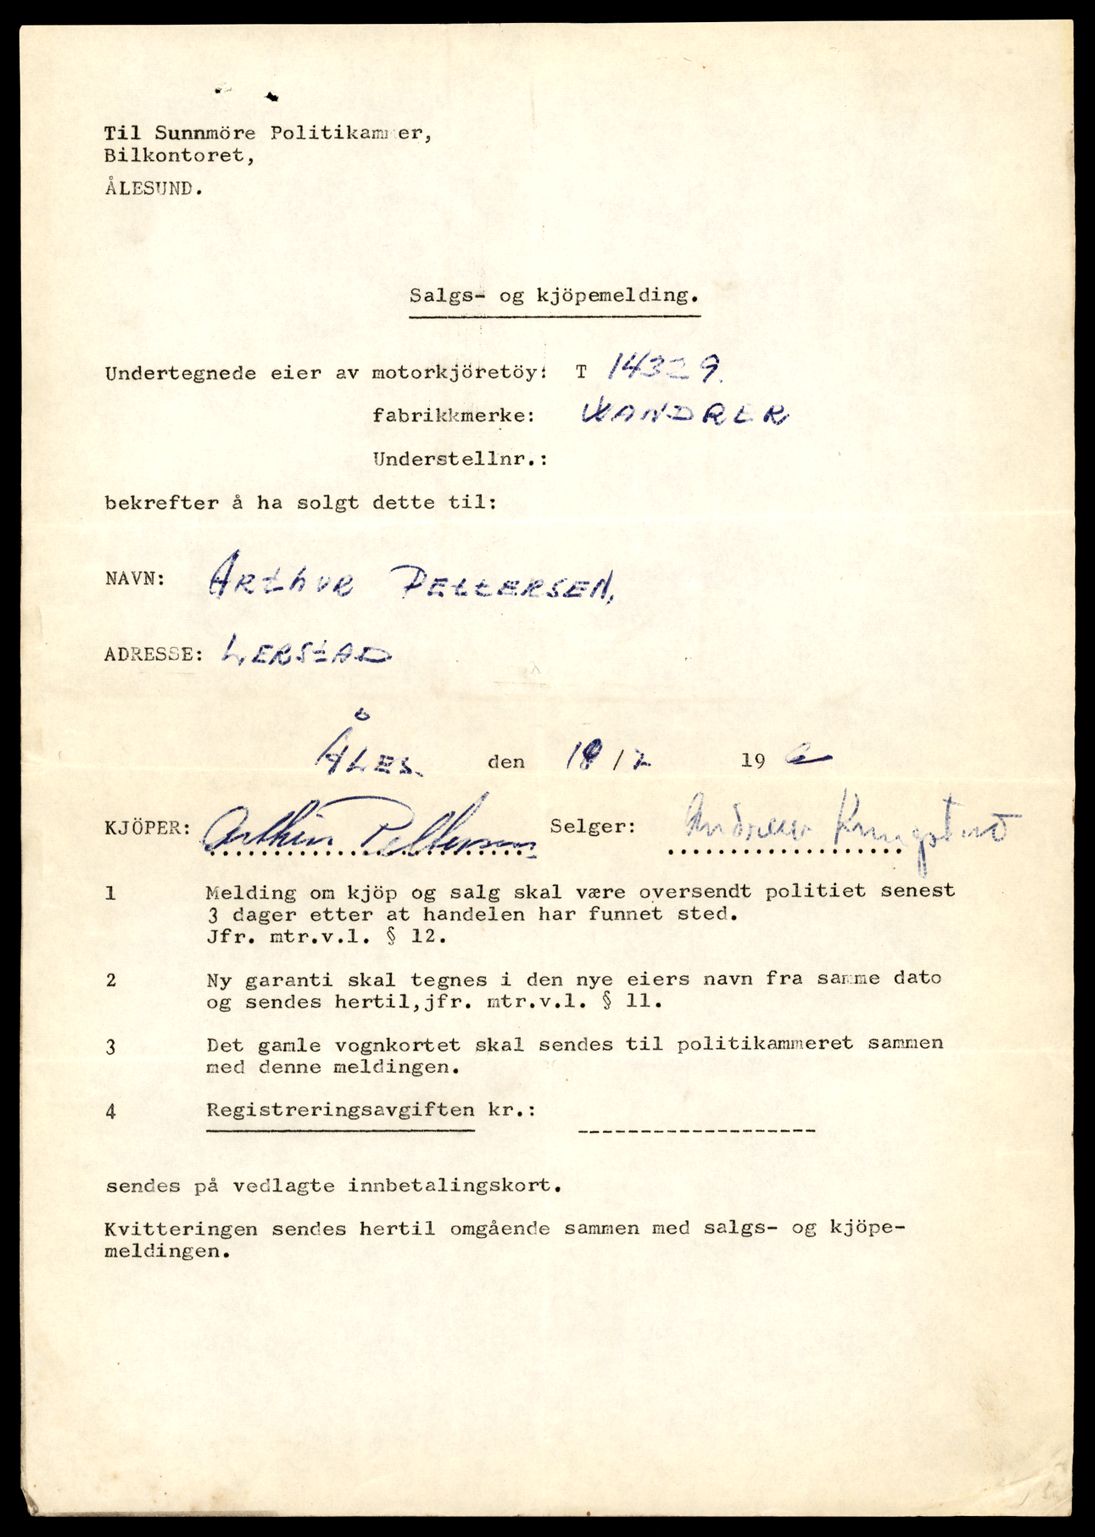 Til Sunnmöre Politikammer,
Bilkontoret,
ÅLESUND.
Salgs- og kjöpemelding.
Undertegnede eier av motorkjöretöy: T 14329.
fabrikkmerke: WANDRER
Understellnr.:
bekrefter å ha solgt dette til:
NAVN: ARthUR PEttERSEN,
ADRESSE: LERStAD
ÅLES. den 18/2 19
KJÖPER: Arthur Pettersen Selger: Andreas
1 Melding om kjöp og salg skal være oversendt politiet senest
3 dager etter at handelen har funnet sted.
Jfr. mtr.v.l. § 12.
2 Ny garanti skal tegnes i den nye eiers navn fra samme dato
og sendes hertil,jfr. mtr.v.l. § 11.
3 Det gamle vognkortet skal sendes til politikammeret sammen
med denne meldingen.
4 Registreringsavgiften kr.:
sendes på vedlagte innbetalingskort.
Kvitteringen sendes hertil omgående sammen med salgs- og kjöpe-
meldingen.